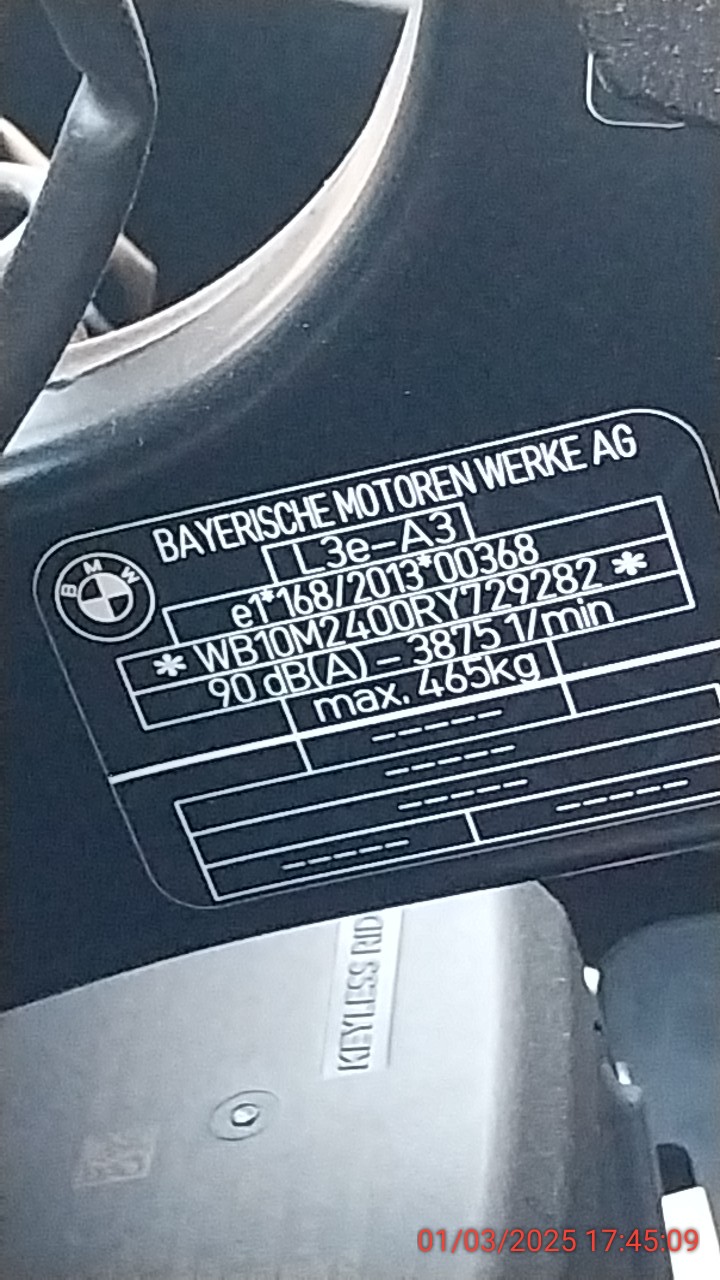 BAYERISCHE MOTOREN WERKE AG
BMW
L3e-A3
e1*168/2013*00368
* WB10M2400RY729282 *
90 dB(A) - 3875 1/min
max. 465kg
-----
-----
-----
-----
-----
KEYLESS RID
01/03/2025 17:45:09